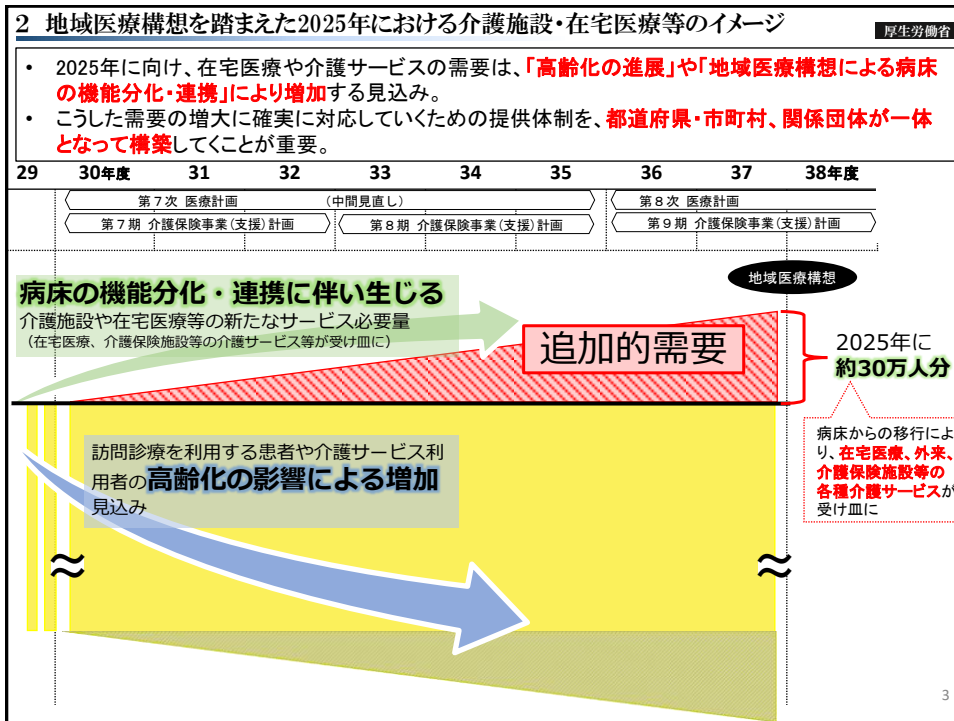 2 地域医療構想を踏まえた2025年における介護施設・在宅医療等のイメージ
厚生労働省
• 2025年に向け、在宅医療や介護サービスの需要は、「高齢化の進展」や「地域医療構想による病床
の機能分化・連携」により増加する見込み。
• こうした需要の増大に確実に対応していくための提供体制を、都道府県・市町村、関係団体が一体
となって構築してくことが重要。
29 30年度 31 32 33 34 35 36 37 38年度
第7次 医療計画 (中間見直し) 第8次 医療計画
第7期 介護保険事業(支援)計画 第8期 介護保険事業(支援)計画 第9期 介護保険事業(支援)計画
地域医療構想
病床の機能分化・連携に伴い生じる
介護施設や在宅医療等の新たなサービス必要量
(在宅医療、介護保険施設等の介護サービス等が受け皿に)
追加的需要
2025年に
約30万人分
病床からの移行によ
り、在宅医療、外来、
介護保険施設等の
各種介護サービスが
受け皿に
訪問診療を利用する患者や介護サービス利
用者の高齢化の影響による増加
見込み
≈ ≈
3